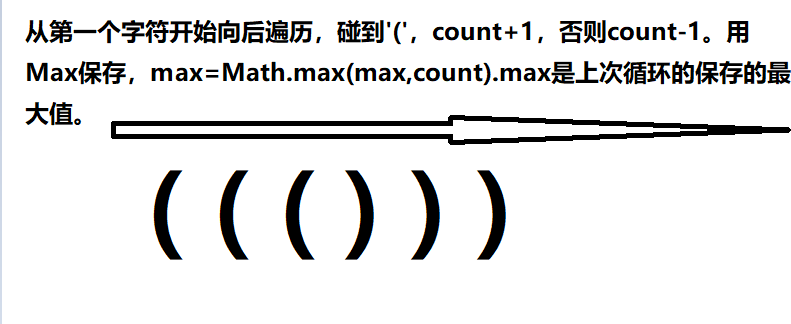 从第一个字符开始向后遍历，碰到'('，count+1，否则count-1。用
Max保存，max=Math.max(max,count).max是上次循环的保存的最
大值。
( ( ( ) ) )